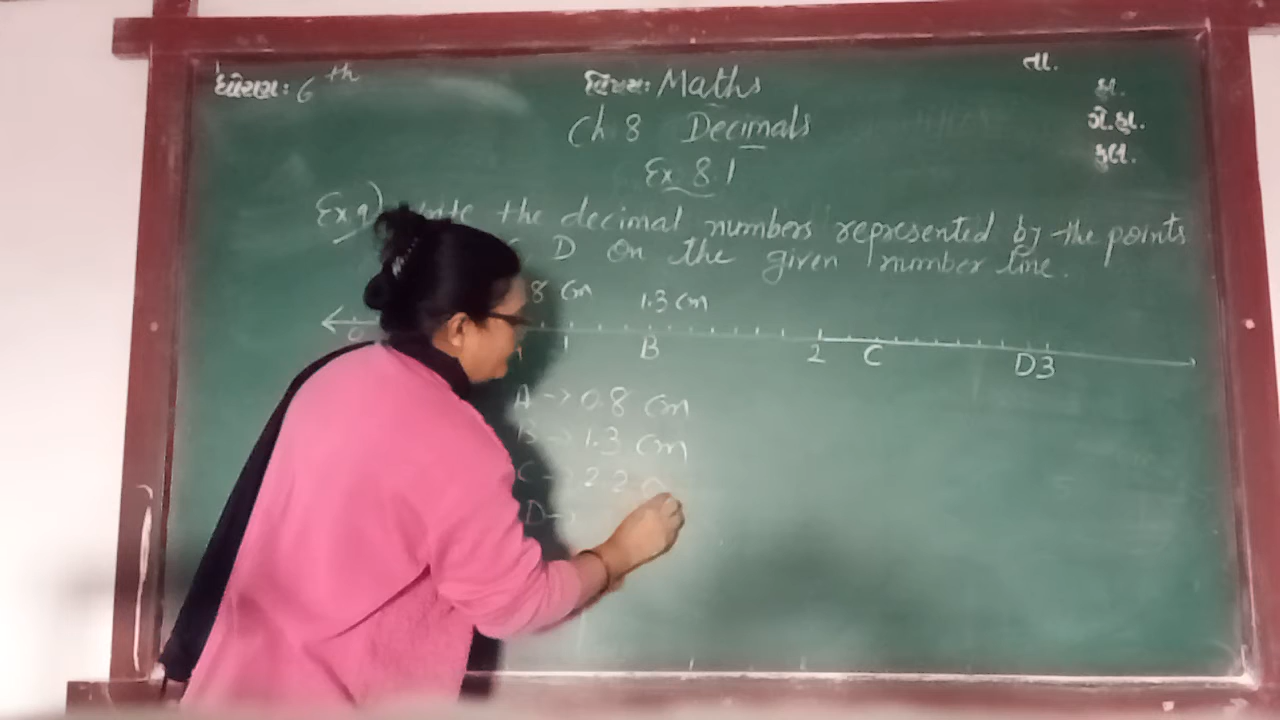 ધોરણ: 6th
વિષય: Maths
તા.
હા.
ગે.હા.
કુલ.
Ch 8 Decimals
Ex 8.1
Ex 9) the decimal numbers represented by the points
D on the given number line.
8 cm 1.3 cm
0 1 B 2 C D 3
A → 0.8 cm
B → 1.3 cm
C → 2.2
D →